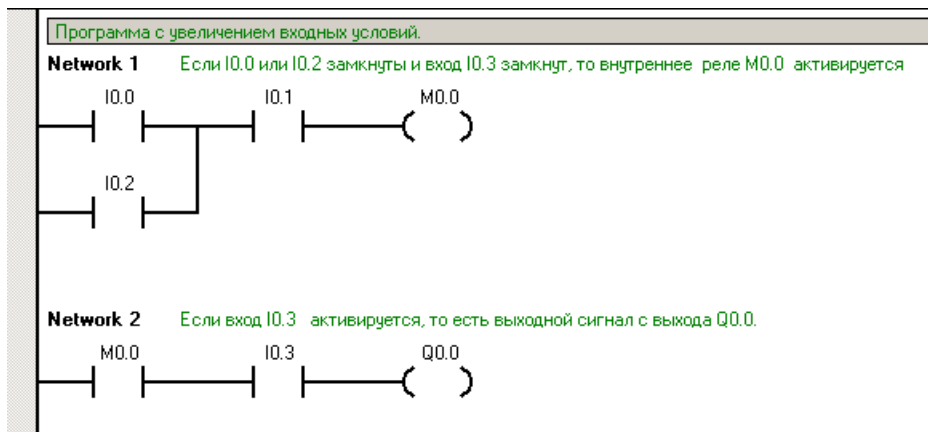 Программа с увеличением входных условий.
Network 1 Если I0.0 или I0.2 замкнуты и вход I0.3 замкнут, то внутреннее реле M0.0 активируется
I0.0 I0.1 M0.0
I0.2
Network 2 Если вход I0.3 активируется, то есть выходной сигнал с выхода Q0.0.
M0.0 I0.3 Q0.0